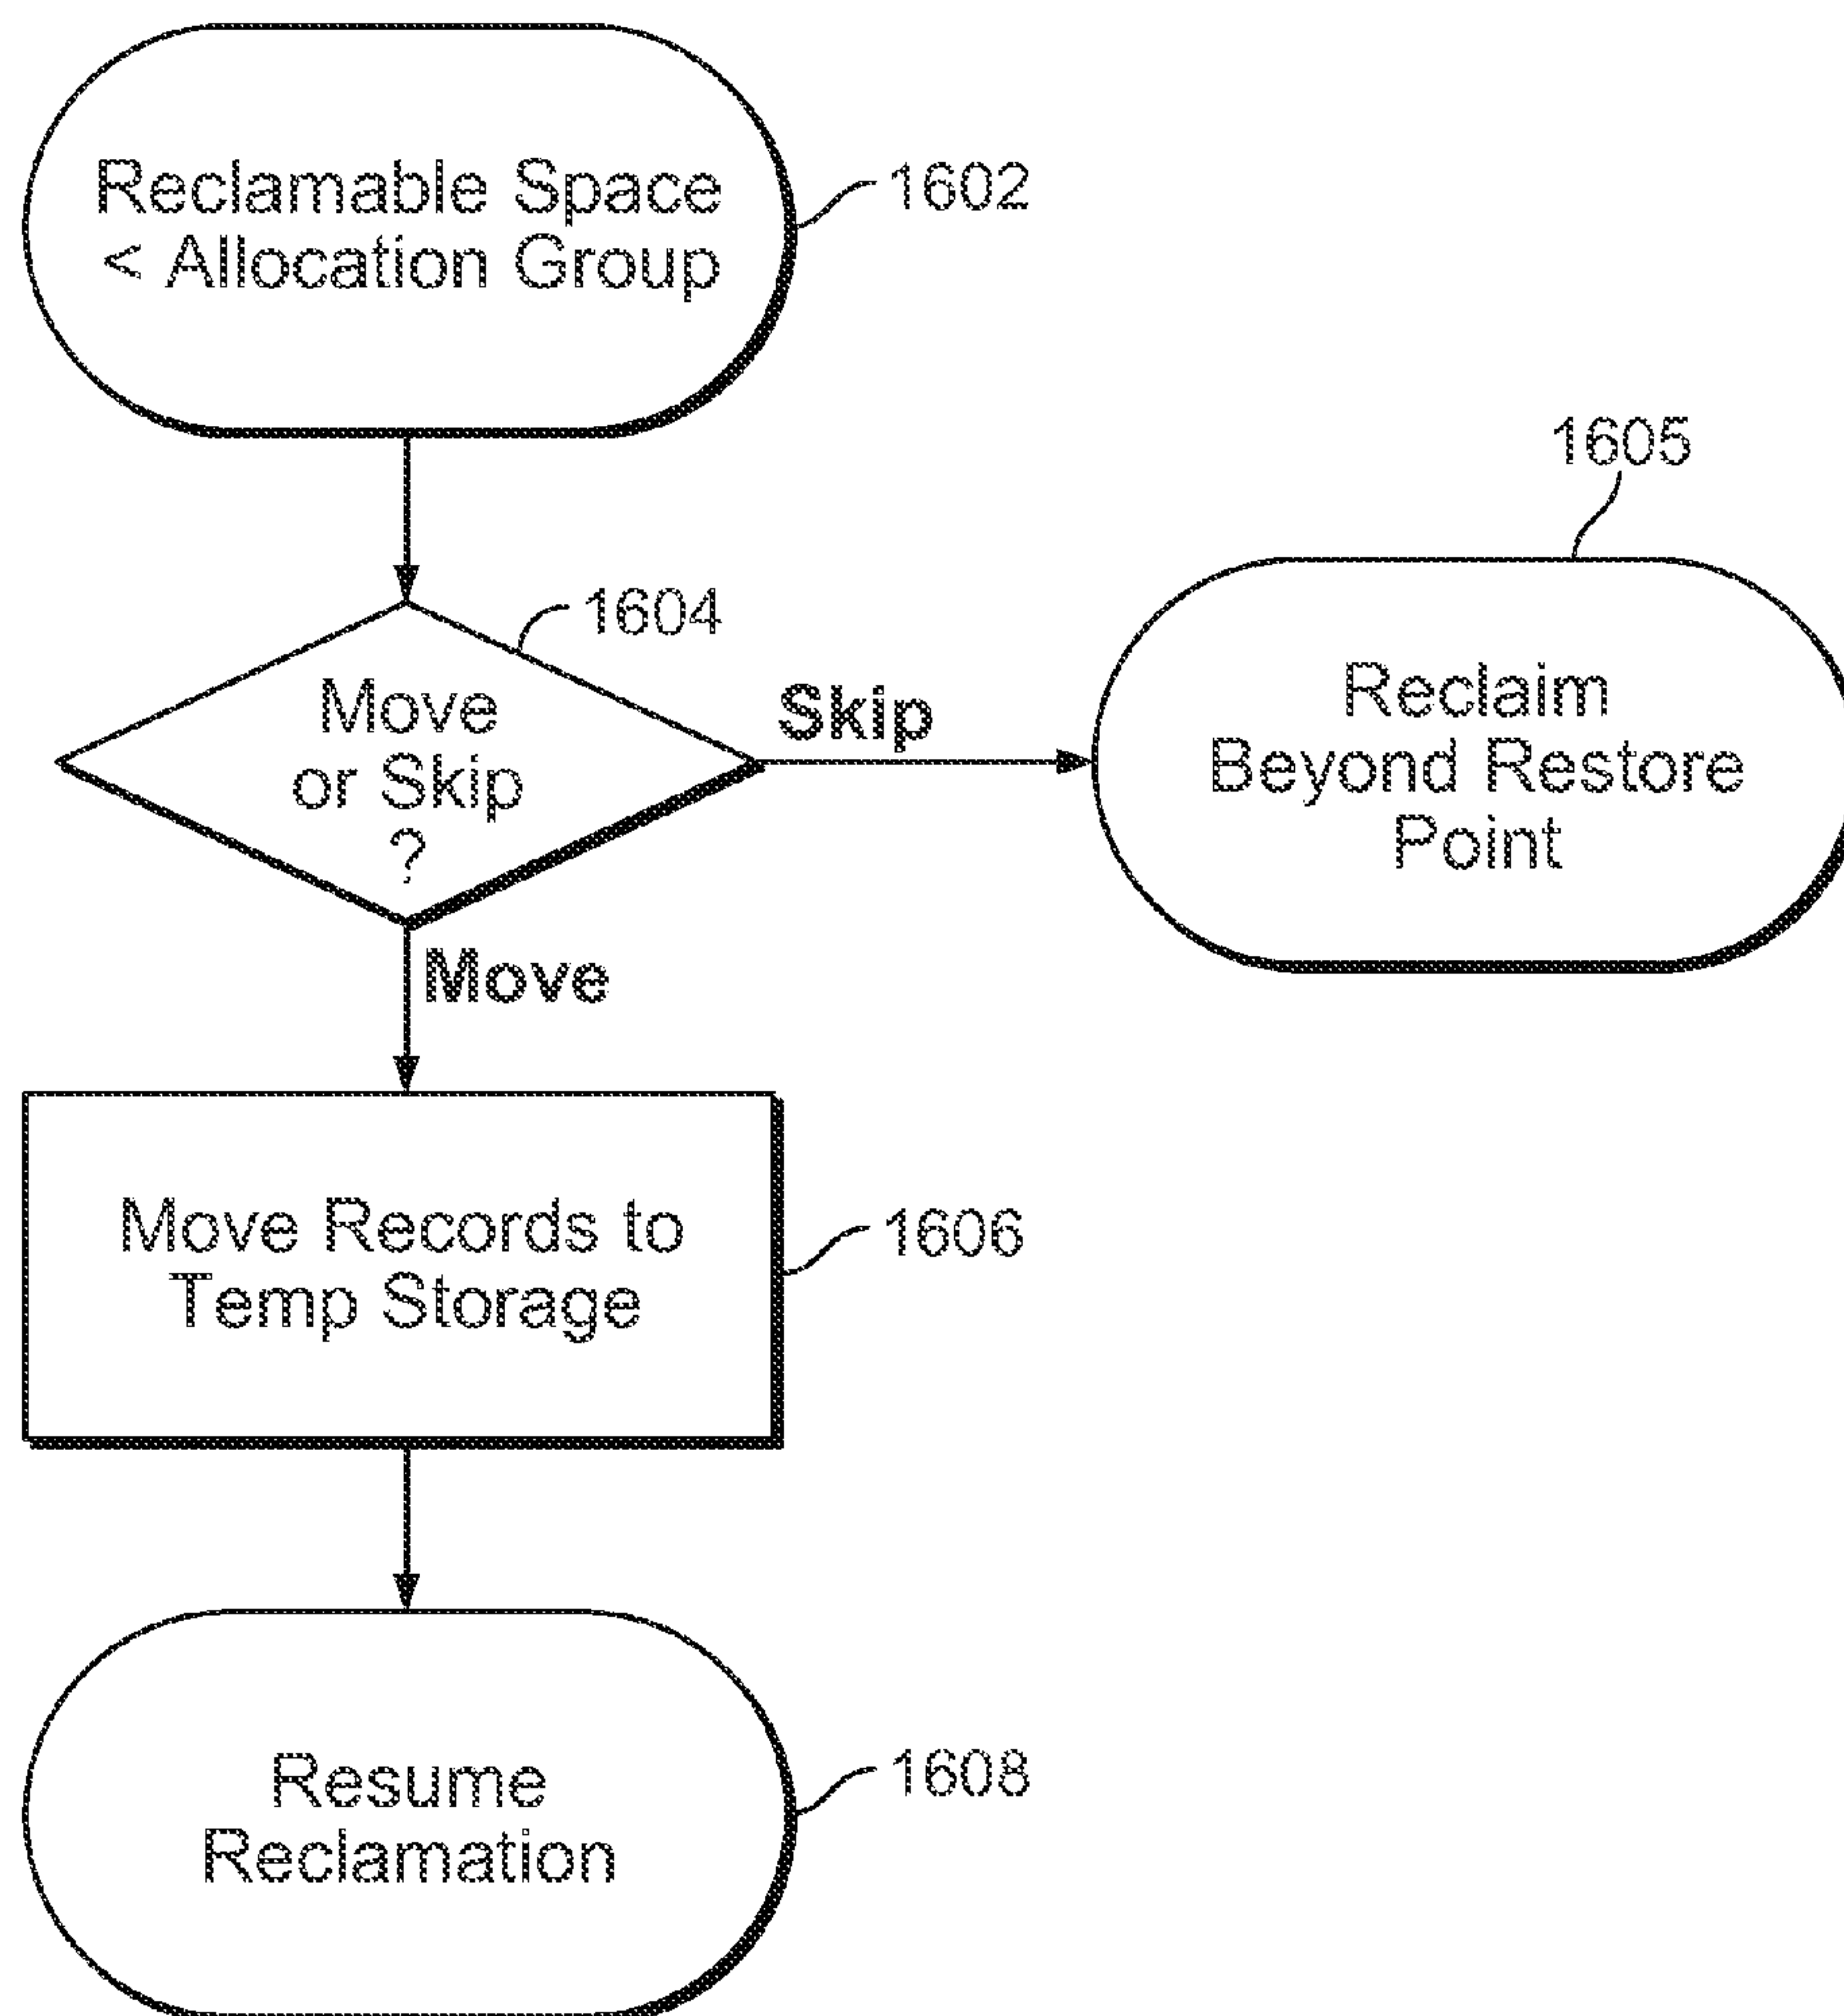 Reclamable Space
< Allocation Group
1602
1605
1604
Move
or Skip
?
Skip
Reclaim
Beyond Restore
Point
Move
Move Records to
Temp Storage
1606
Resume
Reclamation
1608